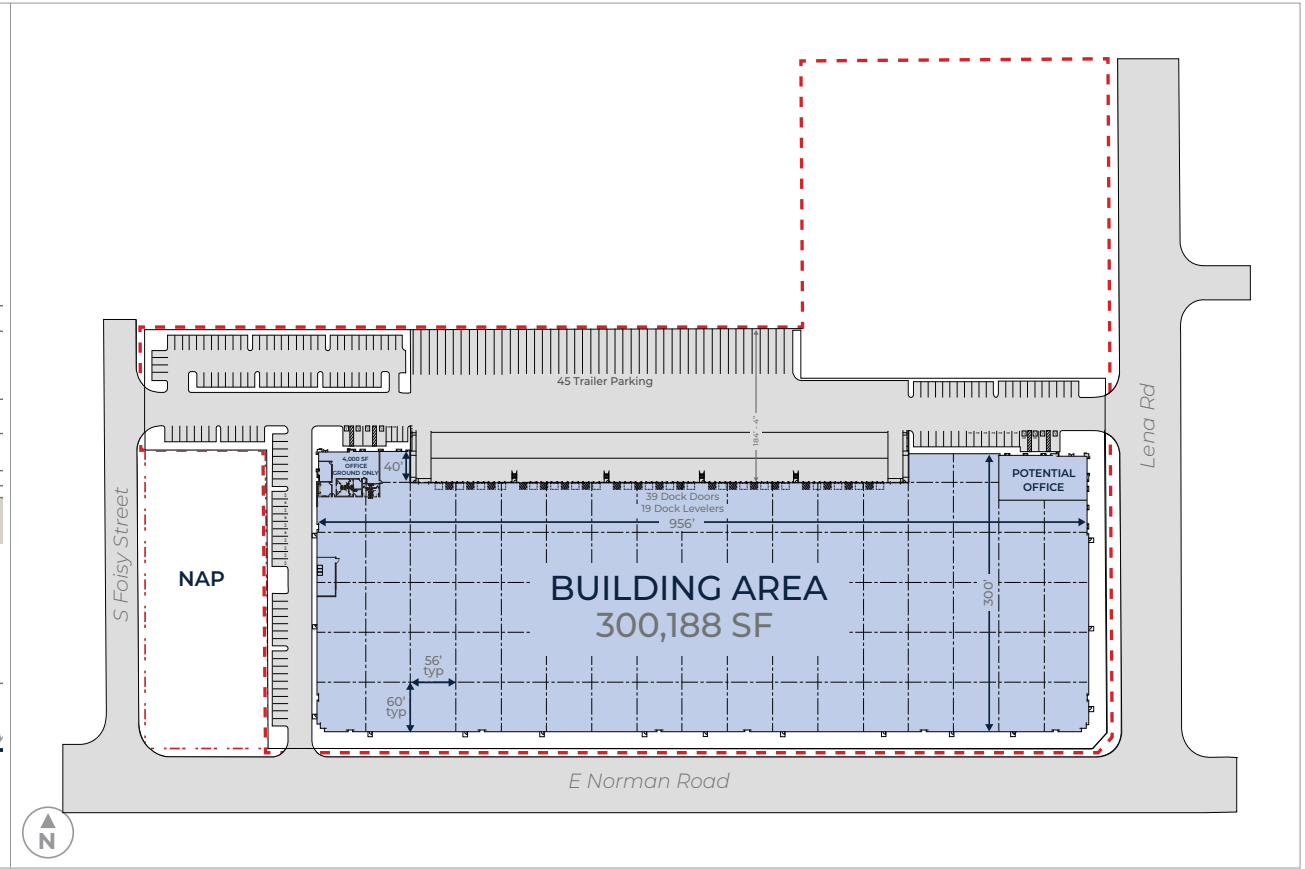 45 Trailer Parking
184' - 4"
4,000 SF
OFFICE
GROUND ONLY
40'
POTENTIAL
OFFICE
39 Dock Doors
19 Dock Levelers
956'
Lena Rd
S Foisy Street
NAP
BUILDING AREA
300,188 SF
300'
56'
typ
60'
typ
E Norman Road
N